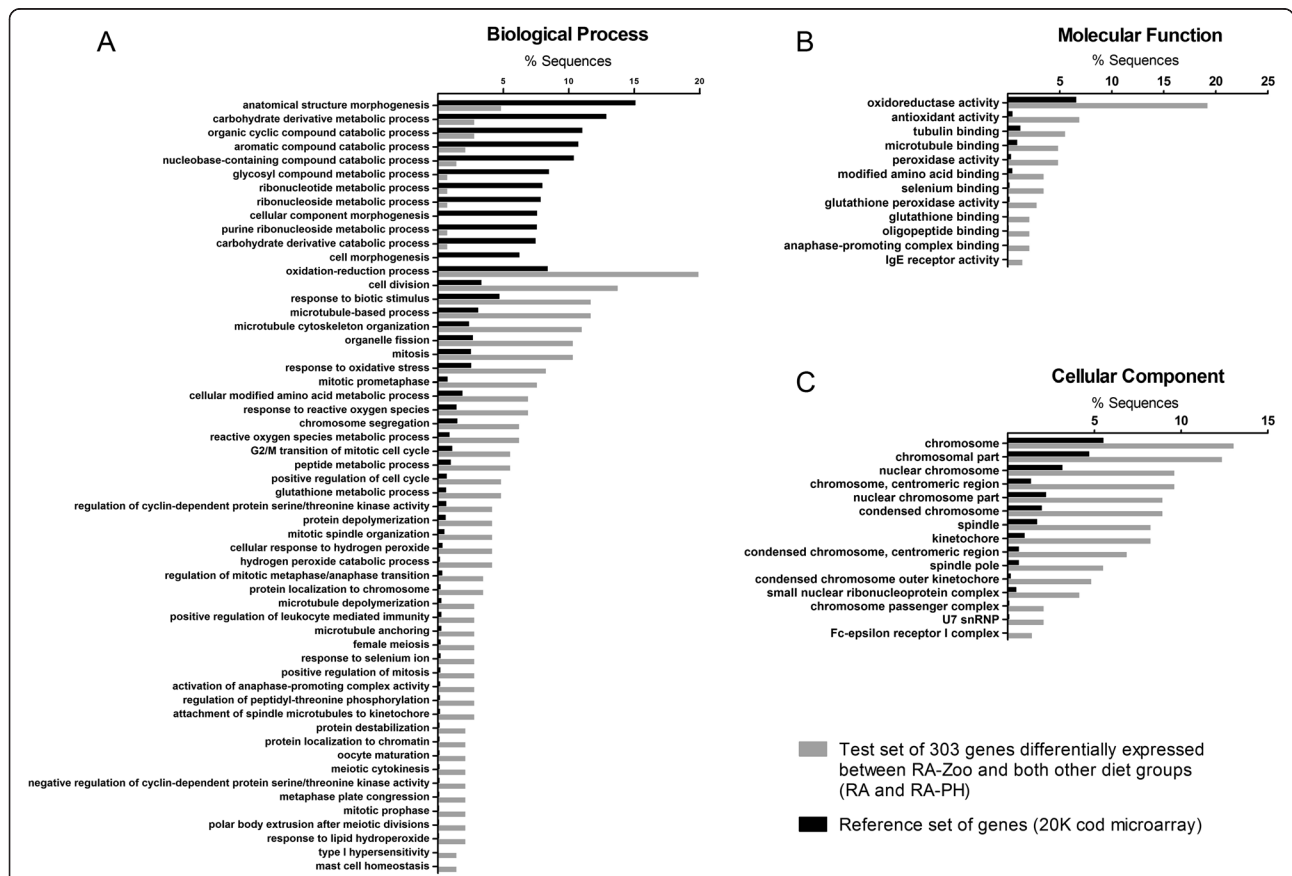 A
Biological Process
% Sequences
5 10 15 20
anatomical structure morphogenesis
carbohydrate derivative metabolic process
organic cyclic compound catabolic process
aromatic compound catabolic process
nucleobase-containing compound catabolic process
glycosyl compound metabolic process
ribonucleotide metabolic process
ribonucleoside metabolic process
cellular component morphogenesis
purine ribonucleoside metabolic process
carbohydrate derivative catabolic process
cell morphogenesis
oxidation-reduction process
cell division
response to biotic stimulus
microtubule-based process
microtubule cytoskeleton organization
organelle fission
mitosis
response to oxidative stress
mitotic prometaphase
cellular modified amino acid metabolic process
response to reactive oxygen species
chromosome segregation
reactive oxygen species metabolic process
G2/M transition of mitotic cell cycle
peptide metabolic process
positive regulation of cell cycle
glutathione metabolic process
regulation of cyclin-dependent protein serine/threonine kinase activity
protein depolymerization
mitotic spindle organization
cellular response to hydrogen peroxide
hydrogen peroxide catabolic process
regulation of mitotic metaphase/anaphase transition
protein localization to chromosome
microtubule depolymerization
positive regulation of leukocyte mediated immunity
microtubule anchoring
female meiosis
response to selenium ion
positive regulation of mitosis
activation of anaphase-promoting complex activity
regulation of peptidyl-threonine phosphorylation
attachment of spindle microtubules to kinetochore
protein destabilization
protein localization to chromatin
oocyte maturation
meiotic cytokinesis
negative regulation of cyclin-dependent protein serine/threonine kinase activity
metaphase plate congression
mitotic prophase
polar body extrusion after meiotic divisions
response to lipid hydroperoxide
type I hypersensitivity
mast cell homeostasis
B
Molecular Function
% Sequences
5 10 15 20 25
oxidoreductase activity
antioxidant activity
tubulin binding
microtubule binding
peroxidase activity
modified amino acid binding
selenium binding
glutathione peroxidase activity
glutathione binding
oligopeptide binding
anaphase-promoting complex binding
IgE receptor activity
C
Cellular Component
% Sequences
5 10 15
chromosome
chromosomal part
nuclear chromosome
chromosome, centromeric region
nuclear chromosome part
condensed chromosome
spindle
kinetochore
condensed chromosome, centromeric region
spindle pole
condensed chromosome outer kinetochore
small nuclear ribonucleoprotein complex
chromosome passenger complex
U7 snRNP
Fc-epsilon receptor I complex
Test set of 303 genes differentially expressed
between RA-Zoo and both other diet groups
(RA and RA-PH)
Reference set of genes (20K cod microarray)